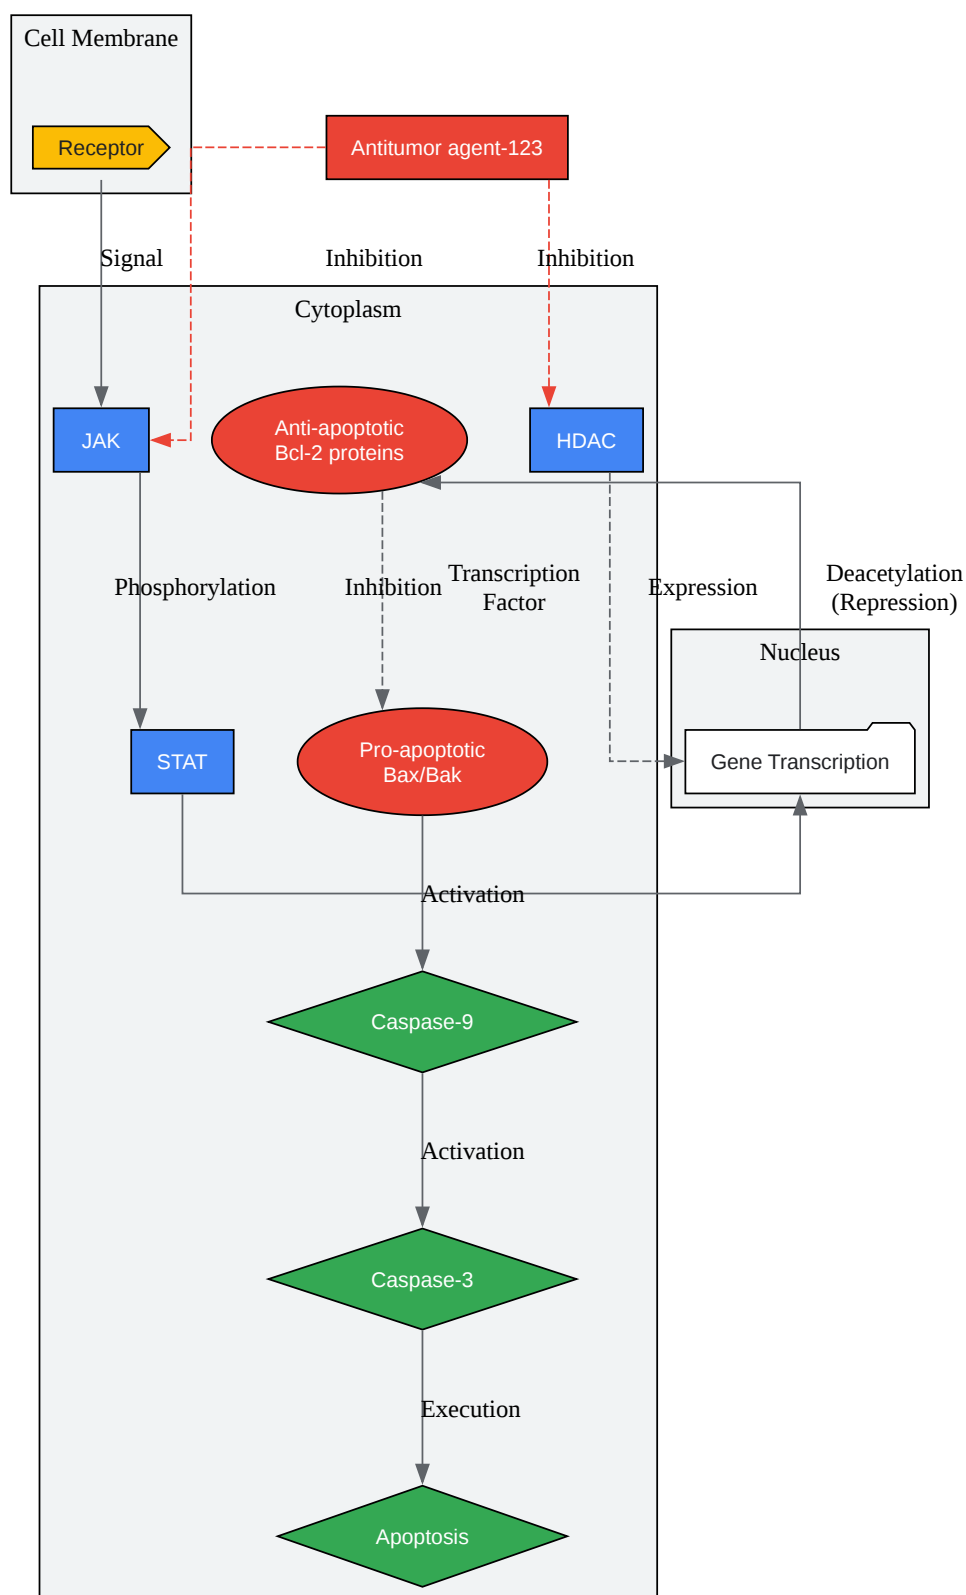 Cell Membrane
Receptor
Antitumor agent-123
Signal
Inhibition
Inhibition
Cytoplasm
JAK
Anti-apoptotic
Bcl-2 proteins
HDAC
Phosphorylation
Inhibition
Transcription
Factor
Expression
Deacetylation
(Repression)
Nucleus
STAT
Pro-apoptotic
Bax/Bak
Gene Transcription
Activation
Caspase-9
Activation
Caspase-3
Execution
Apoptosis